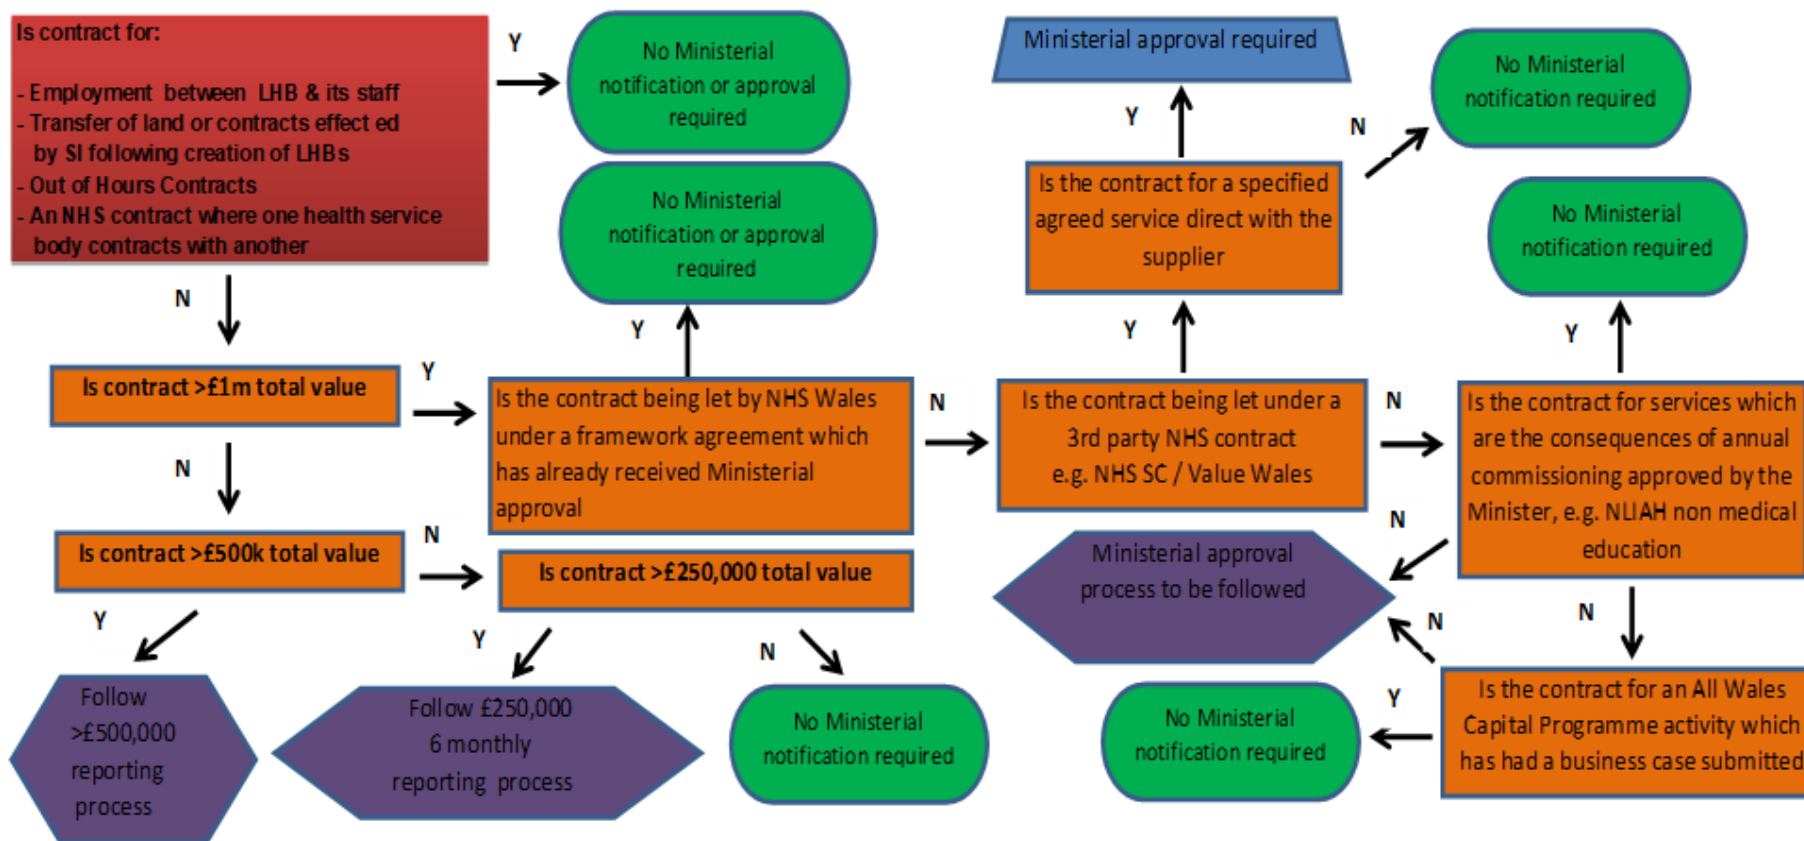 Is contract for:
- Employment between LHB & its staff
- Transfer of land or contracts effect ed
by SI following creation of LHBs
- Out of Hours Contracts
- An NHS contract where one health service
body contracts with another
Y
No Ministerial
notification or approval
required
N
No Ministerial
notification or approval
required
Y
Is contract >£1m total value
Y
Is the contract being let by NHS Wales
under a framework agreement which
has already received Ministerial
approval
N
N
Is contract >£500k total value
N
Is contract >£250,000 total value
Y
Follow
>£500,000
reporting
process
Y
Follow £250,000
6 monthly
reporting process
N
No Ministerial
notification required
Ministerial approval required
Y
N
No Ministerial
notification required
Is the contract for a specified
agreed service direct with the
supplier
Y
No Ministerial
notification required
Y
Is the contract being let under a
3rd party NHS contract
e.g. NHS SC / Value Wales
N
Is the contract for services which
are the consequences of annual
commissioning approved by the
Minister, e.g. NLIAH non medical
education
N
Ministerial approval
process to be followed
N
N
Is the contract for an All Wales
Capital Programme activity which
has had a business case submitted
Y
No Ministerial
notification required